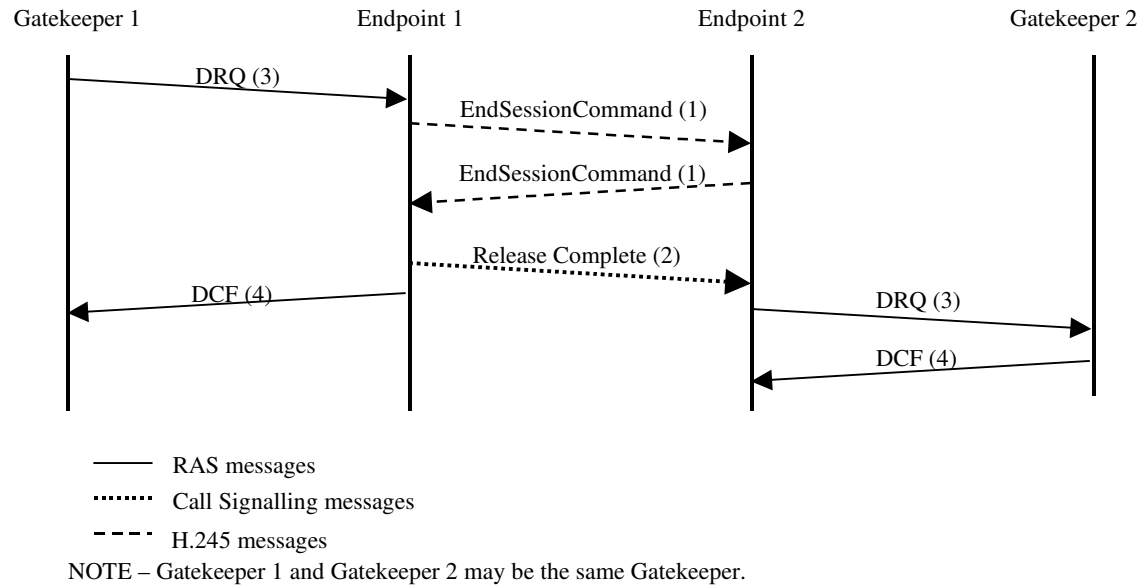 Gatekeeper 1 Endpoint 1 Endpoint 2 Gatekeeper 2
DRQ (3)
EndSessionCommand (1)
EndSessionCommand (1)
Release Complete (2)
DCF (4)
DRQ (3)
DCF (4)
RAS messages
Call Signalling messages
H.245 messages
NOTE – Gatekeeper 1 and Gatekeeper 2 may be the same Gatekeeper.